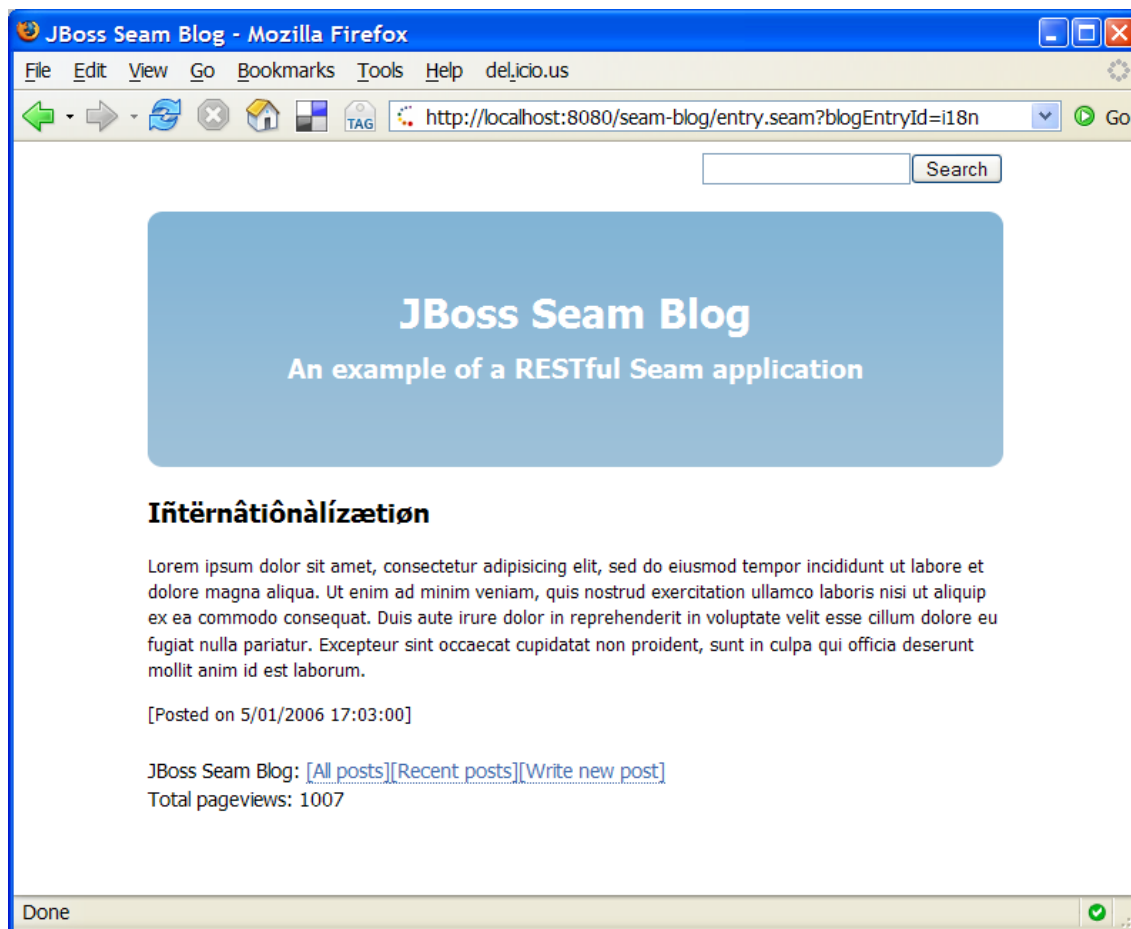 JBoss Seam Blog - Mozilla Firefox
File Edit View Go Bookmarks Tools Help del.icio.us
TAG http://localhost:8080/seam-blog/entry.seam?blogEntryId=i18n Go
Search
JBoss Seam Blog
An example of a RESTful Seam application
Iñtërnâtiônàlízætiøn
Lorem ipsum dolor sit amet, consectetur adipisicing elit, sed do eiusmod tempor incididunt ut labore et
dolore magna aliqua. Ut enim ad minim veniam, quis nostrud exercitation ullamco laboris nisi ut aliquip
ex ea commodo consequat. Duis aute irure dolor in reprehenderit in voluptate velit esse cillum dolore eu
fugiat nulla pariatur. Excepteur sint occaecat cupidatat non proident, sunt in culpa qui officia deserunt
mollit anim id est laborum.
[Posted on 5/01/2006 17:03:00]
JBoss Seam Blog: [All posts][Recent posts][Write new post]
Total pageviews: 1007
Done